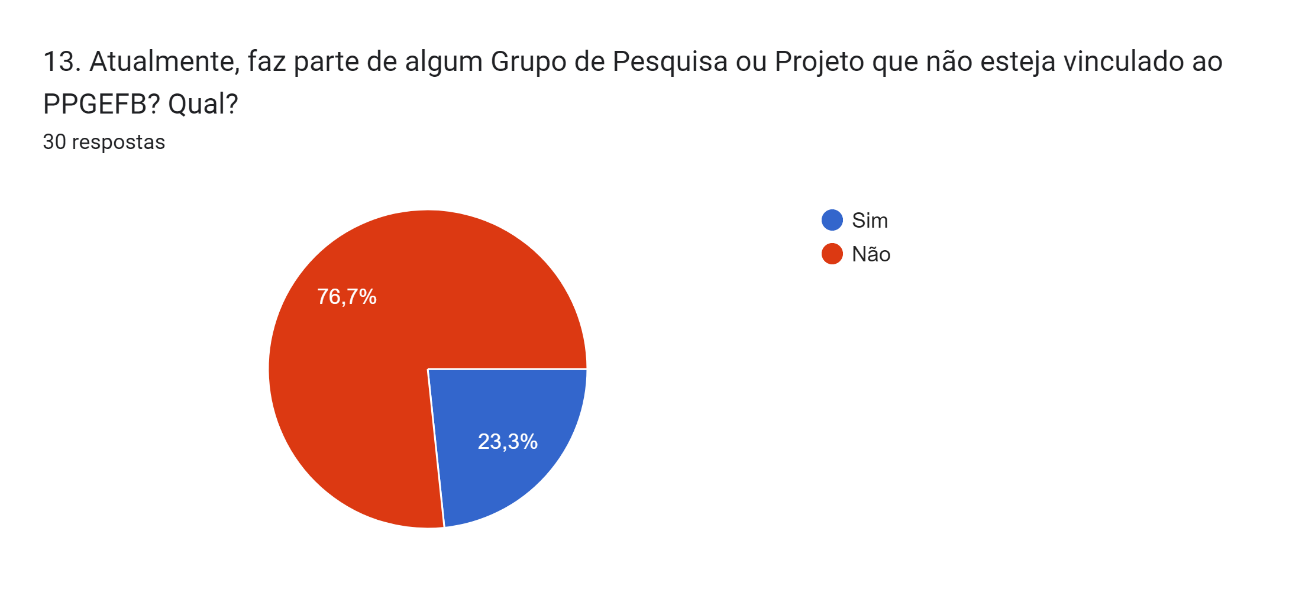 13. Atualmente, faz parte de algum Grupo de Pesquisa ou Projeto que não esteja vinculado ao
PPGEFB? Qual?
30 respostas
Sim
Não
76,7%
23,3%